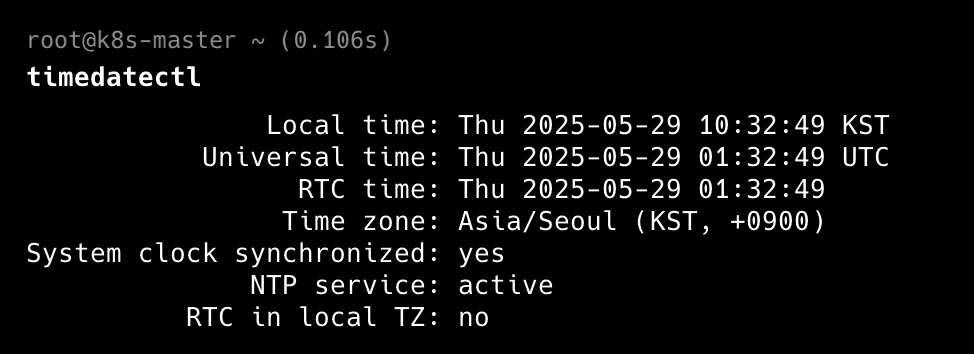 root@k8s-master ~ (0.106s)
timedatectl
Local time: Thu 2025-05-29 10:32:49 KST
Universal time: Thu 2025-05-29 01:32:49 UTC
RTC time: Thu 2025-05-29 01:32:49
Time zone: Asia/Seoul (KST, +0900)
System clock synchronized: yes
NTP service: active
RTC in local TZ: no